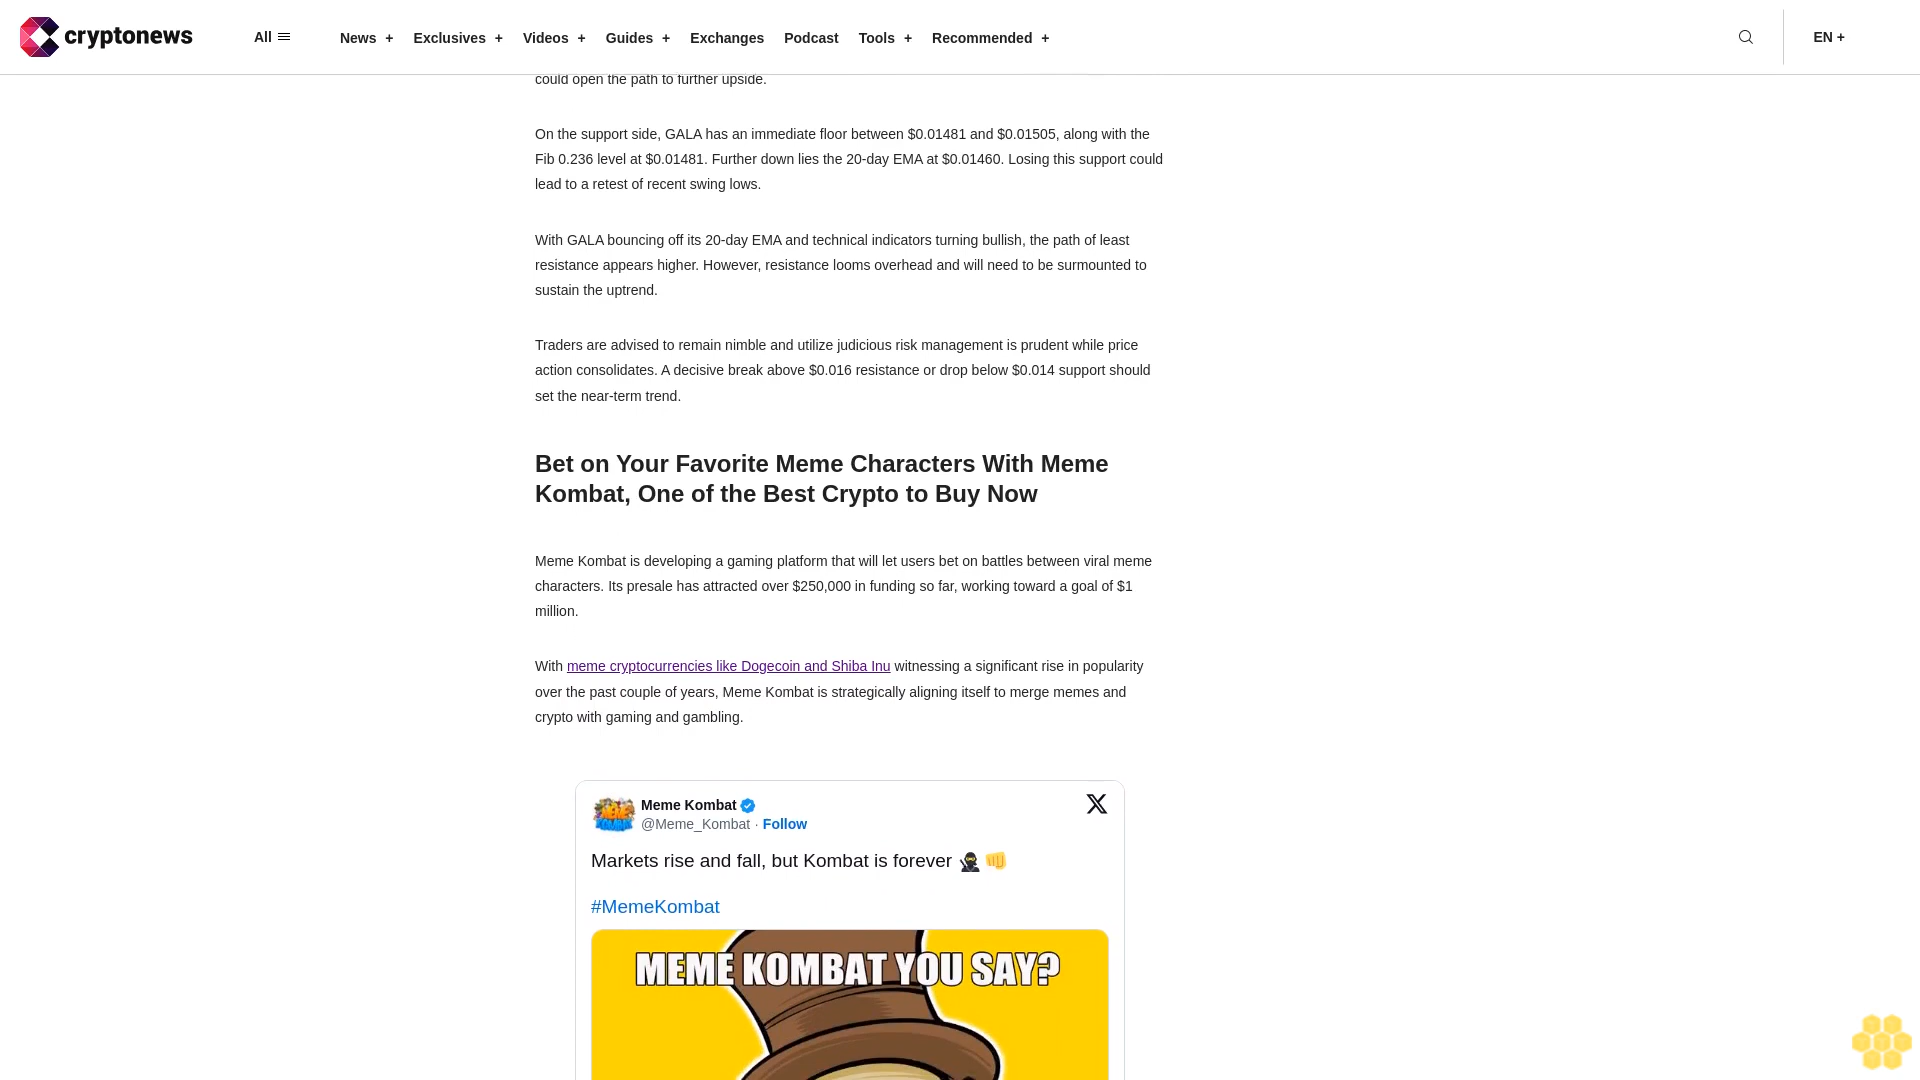 cryptonews
All
News +
Exclusives +
Videos +
Guides +
Exchanges
Podcast
Tools +
Recommended +
EN +
could open the path to further upside.
On the support side, GALA has an immediate floor between $0.01481 and $0.01505, along with the
Fib 0.236 level at $0.01481. Further down lies the 20-day EMA at $0.01460. Losing this support could
lead to a retest of recent swing lows.
With GALA bouncing off its 20-day EMA and technical indicators turning bullish, the path of least
resistance appears higher. However, resistance looms overhead and will need to be surmounted to
sustain the uptrend.
Traders are advised to remain nimble and utilize judicious risk management is prudent while price
action consolidates. A decisive break above $0.016 resistance or drop below $0.014 support should
set the near-term trend.
Bet on Your Favorite Meme Characters With Meme
Kombat, One of the Best Crypto to Buy Now
Meme Kombat is developing a gaming platform that will let users bet on battles between viral meme
characters. Its presale has attracted over $250,000 in funding so far, working toward a goal of $1
million.
With meme cryptocurrencies like Dogecoin and Shiba Inu witnessing a significant rise in popularity
over the past couple of years, Meme Kombat is strategically aligning itself to merge memes and
crypto with gaming and gambling.
MEME KOMBAT
Meme Kombat
@Meme_Kombat · Follow
Markets rise and fall, but Kombat is forever 🥷👊
#MemeKombat
MEME KOMBAT YOU SAY?